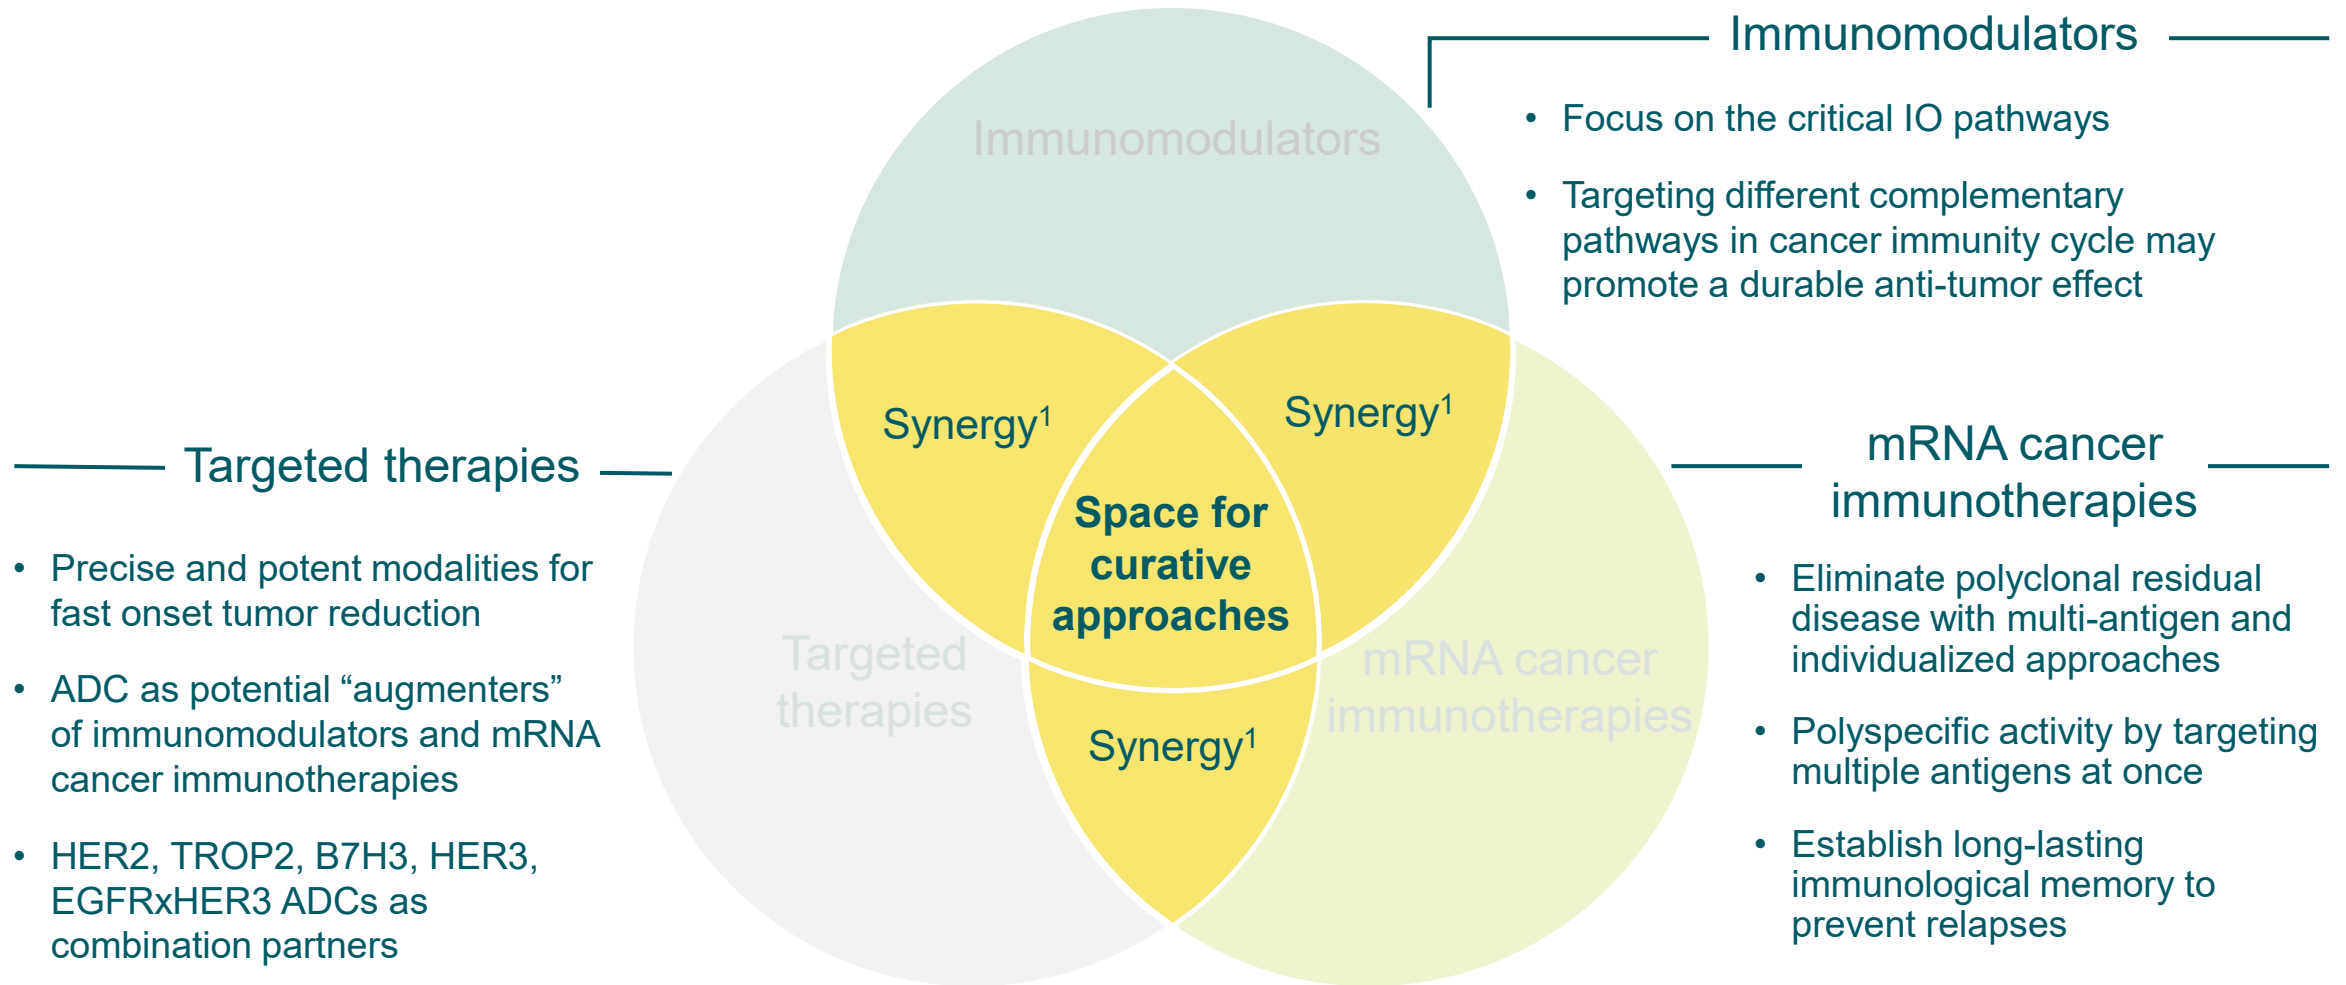 Immunomodulators
• Focus on the critical IO pathways
• Targeting different complementary
pathways in cancer immunity cycle may
promote a durable anti-tumor effect
Immunomodulators
Synergy1
Synergy1
Space for
curative
approaches
Synergy1
Targeted
therapies
mRNA cancer
immunotherapies
Targeted therapies
• Precise and potent modalities for
fast onset tumor reduction
• ADC as potential “augmenters”
of immunomodulators and mRNA
cancer immunotherapies
• HER2, TROP2, B7H3, HER3,
EGFRxHER3 ADCs as
combination partners
mRNA cancer
immunotherapies
• Eliminate polyclonal residual
disease with multi-antigen and
individualized approaches
• Polyspecific activity by targeting
multiple antigens at once
• Establish long-lasting
immunological memory to
prevent relapses